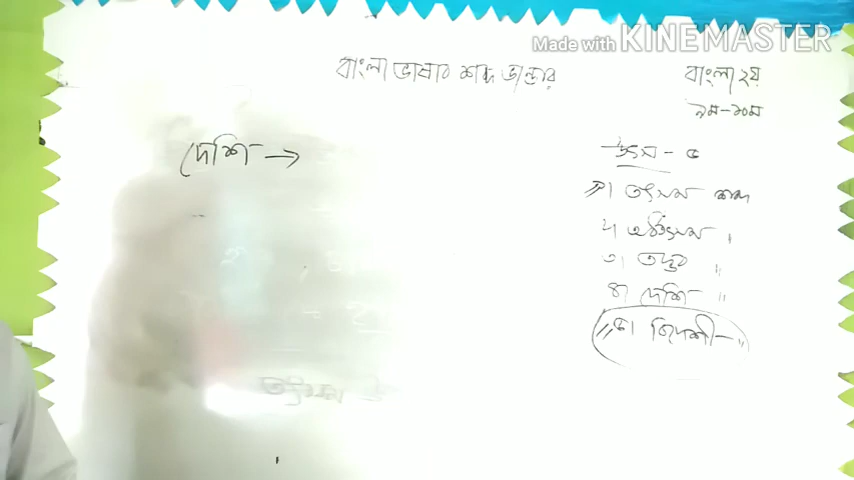 Made with KINEMASTER
বাংলা ভাষার শব্দ ভান্ডার
বাংলা ২য়
৯ম-১০ম
দেশি →
উৎস - ৫
১। তৎসম শব্দ
২। অর্ধতৎসম "
৩। তদ্ভব "
৪। দেশি "
৫। বিদেশী "